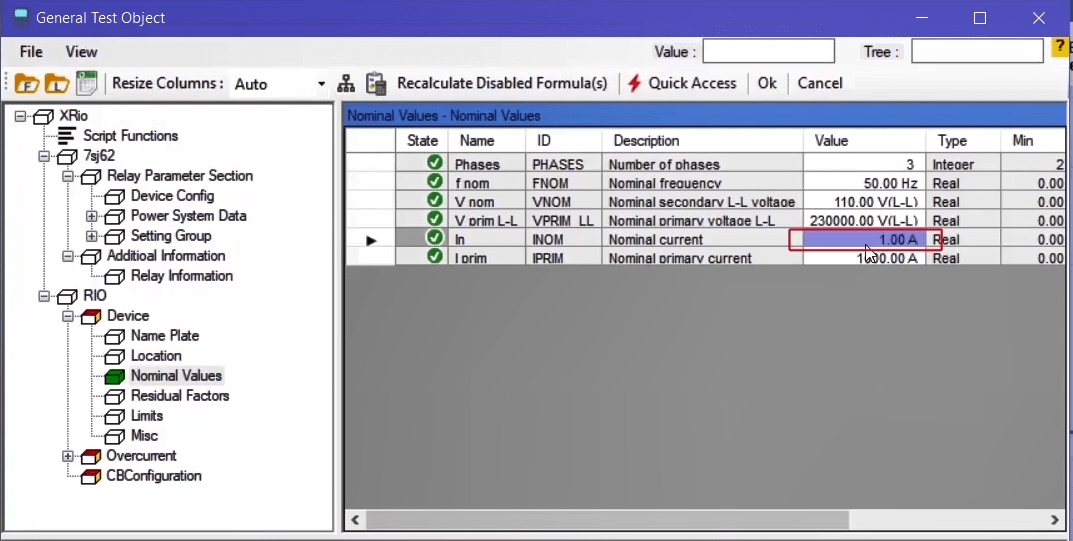 General Test Object
File View Value : Tree : ?
F L Resize Columns : Auto Recalculate Disabled Formula(s) Quick Access Ok Cancel
XRio
Script Functions
7sj62
Relay Parameter Section
Device Config
Power System Data
Setting Group
Additioal Information
Relay Information
RIO
Device
Name Plate
Location
Nominal Values
Residual Factors
Limits
Misc
Overcurrent
CBConfiguration
Nominal Values - Nominal Values
State Name ID Description Value Type Min
Phases PHASES Number of phases 3 Integer 2
f nom FNOM Nominal frequency 50.00 Hz Real 0.00
V nom VNOM Nominal secondary L-L voltage 110.00 V(L-L) Real 0.00
V prim L-L VPRIM LL Nominal primary voltage L-L 230000.00 V(L-L) Real 0.00
In INOM Nominal current 1.00 A Real 0.00
I prim IPRIM Nominal primary current Real 0.00